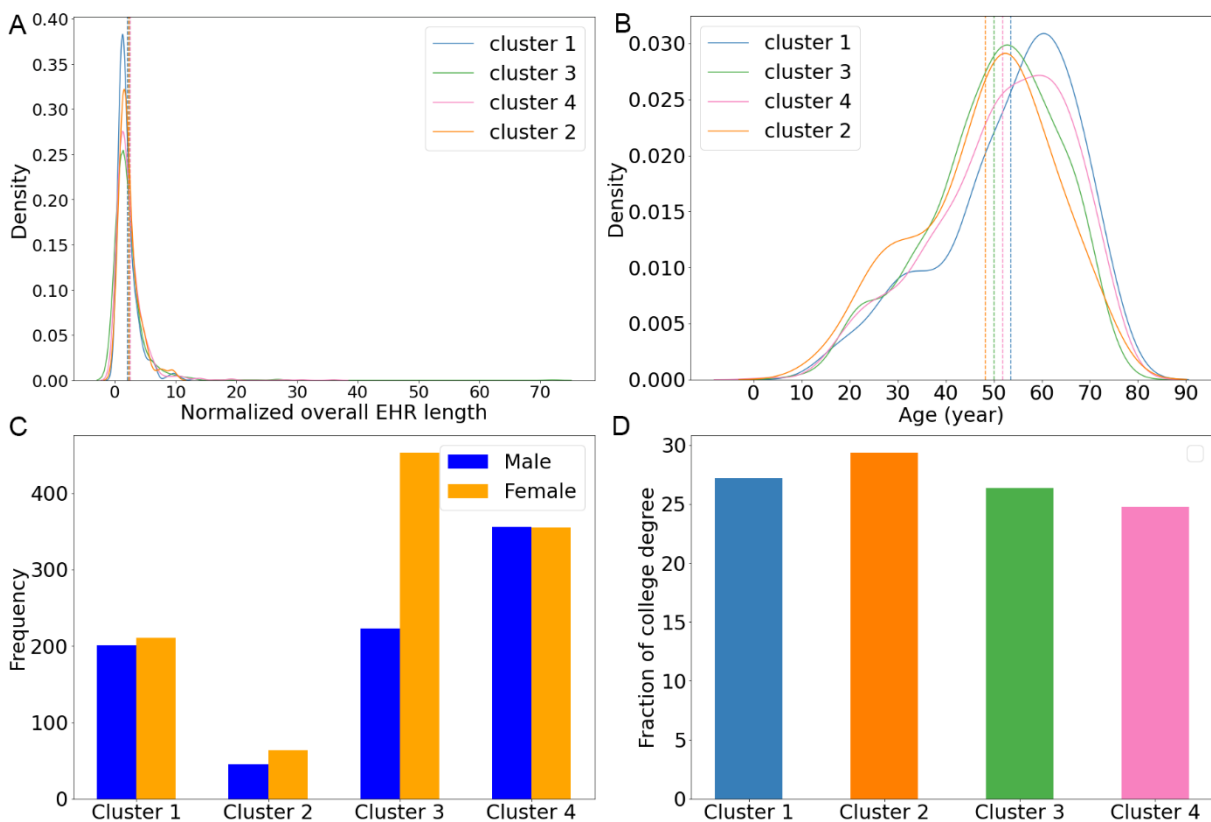 A
0.40
0.35
0.30
0.25
0.20
0.15
0.10
0.05
0.00
Density
cluster 1
cluster 3
cluster 4
cluster 2
0 10 20 30 40 50 60 70
Normalized overall EHR length
B
0.030
0.025
0.020
0.015
0.010
0.005
0.000
Density
cluster 1
cluster 3
cluster 4
cluster 2
0 10 20 30 40 50 60 70 80 90
Age (year)
C
400
300
200
100
0
Frequency
Male
Female
Cluster 1 Cluster 2 Cluster 3 Cluster 4
D
30
25
20
15
10
5
0
Fraction of college degree
Cluster 1 Cluster 2 Cluster 3 Cluster 4